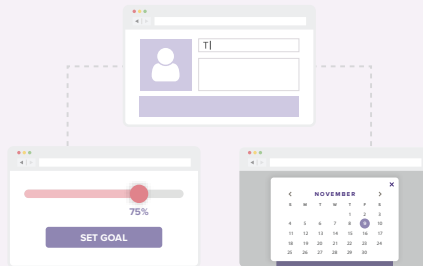 T
75%
SET GOAL
NOVEMBER
S M T W T F S
1 2 3
4 5 6 7 8 9 10
11 12 13 14 15 16 17
18 19 20 21 22 23 24
25 26 27 28 29 30